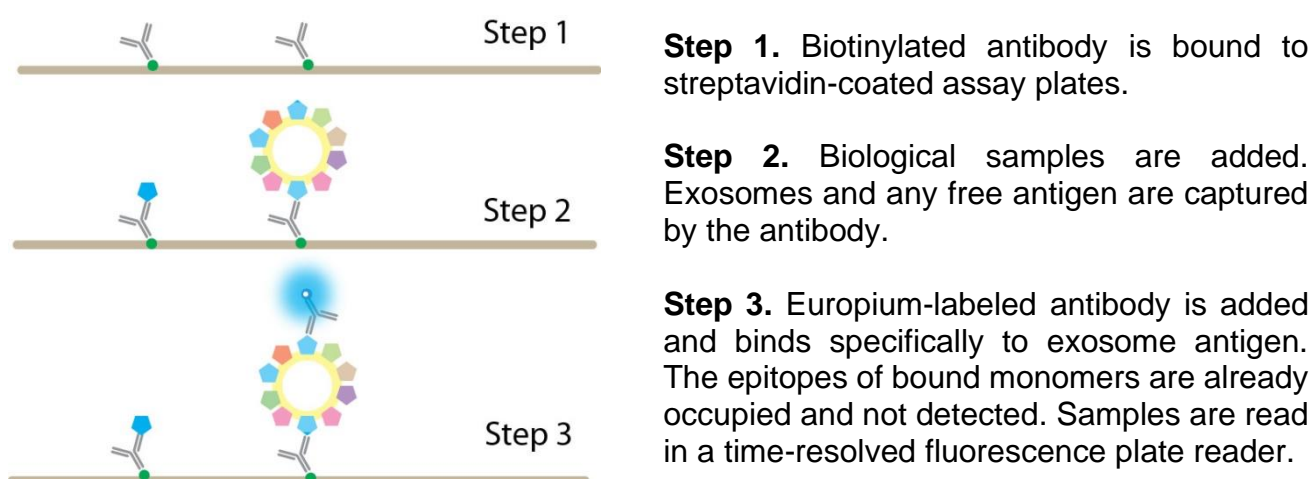 Step 1
Step 2
Step 3
Step 1. Biotinylated antibody is bound to
streptavidin-coated assay plates.
Step 2. Biological samples are added.
Exosomes and any free antigen are captured
by the antibody.
Step 3. Europium-labeled antibody is added
and binds specifically to exosome antigen.
The epitopes of bound monomers are already
occupied and not detected. Samples are read
in a time-resolved fluorescence plate reader.